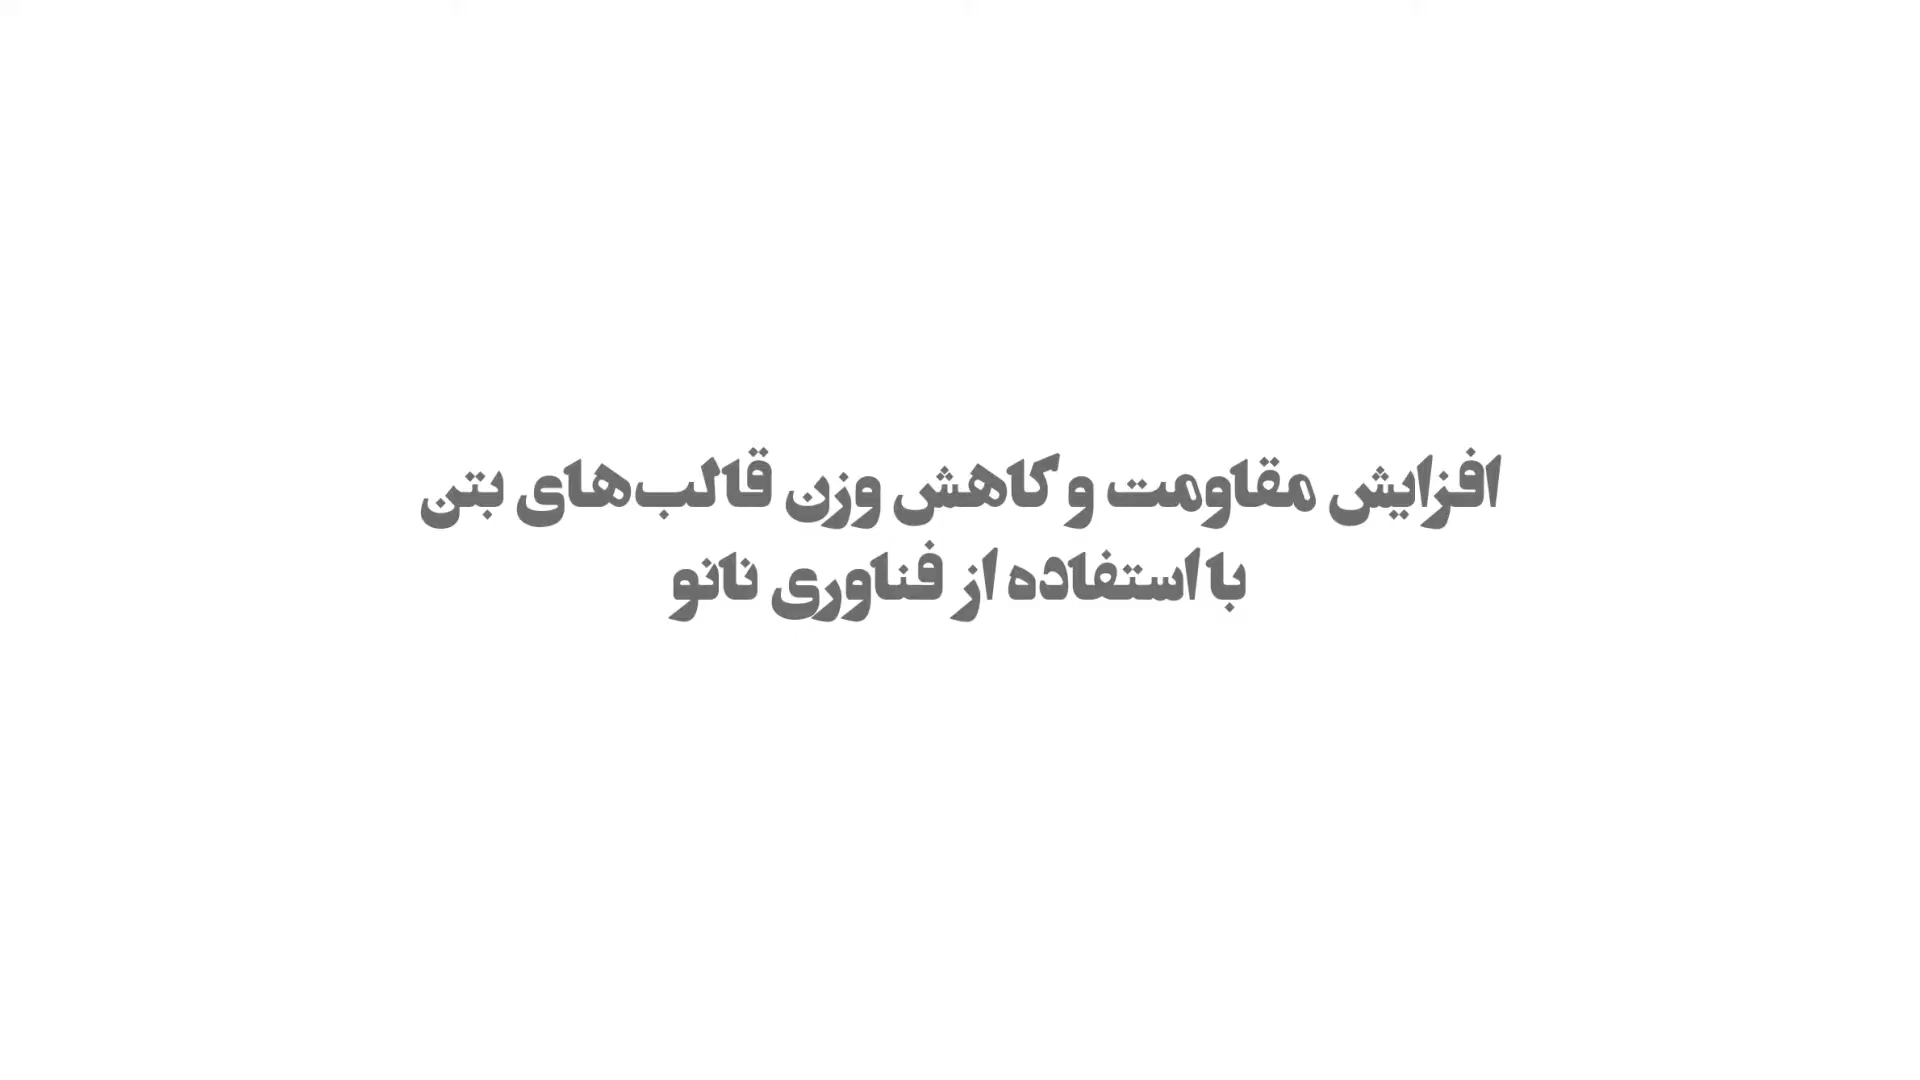 افزایش مقاومت و کاهش وزن قالب‌های بتن
با استفاده از فناوری نانو